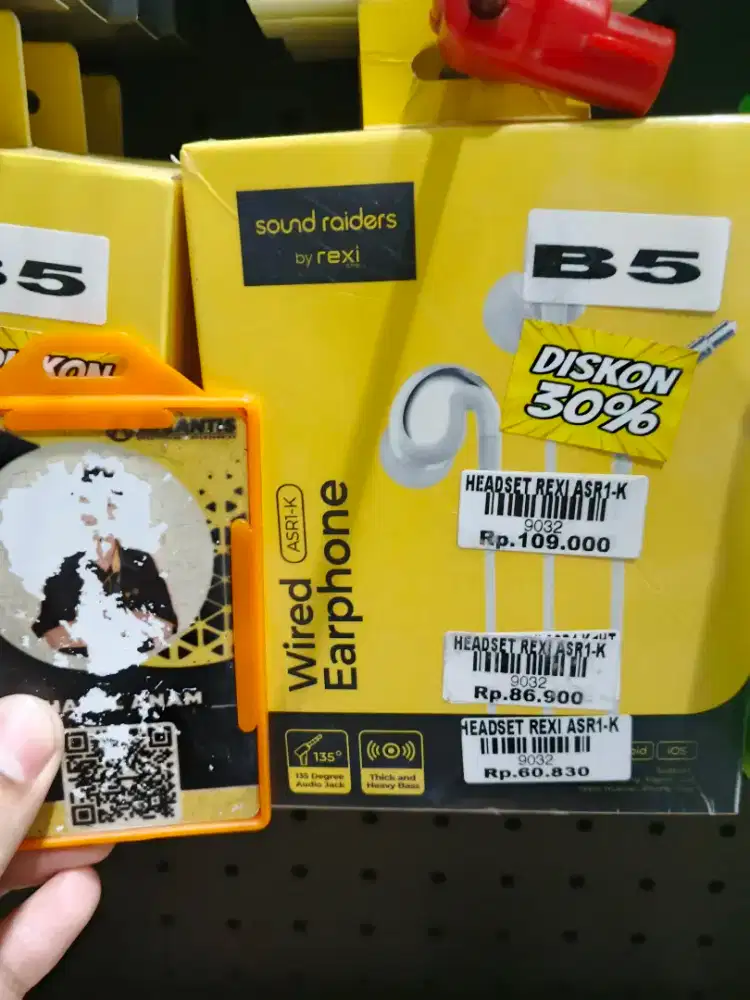 sound raiders
by rexi
B5
DISKON
30%
HEADSET REXI ASR1-K
9032
Rp.109.000
HEADSET REXI ASR1-K
9032
Rp.86.900
HEADSET REXI ASR1-K
9032
Rp.60.830
Wired ASR1-K
Earphone
135°
135 Degree
Audio Jack
Thick and
Heavy Bass
iOS
5
KON
ANAM